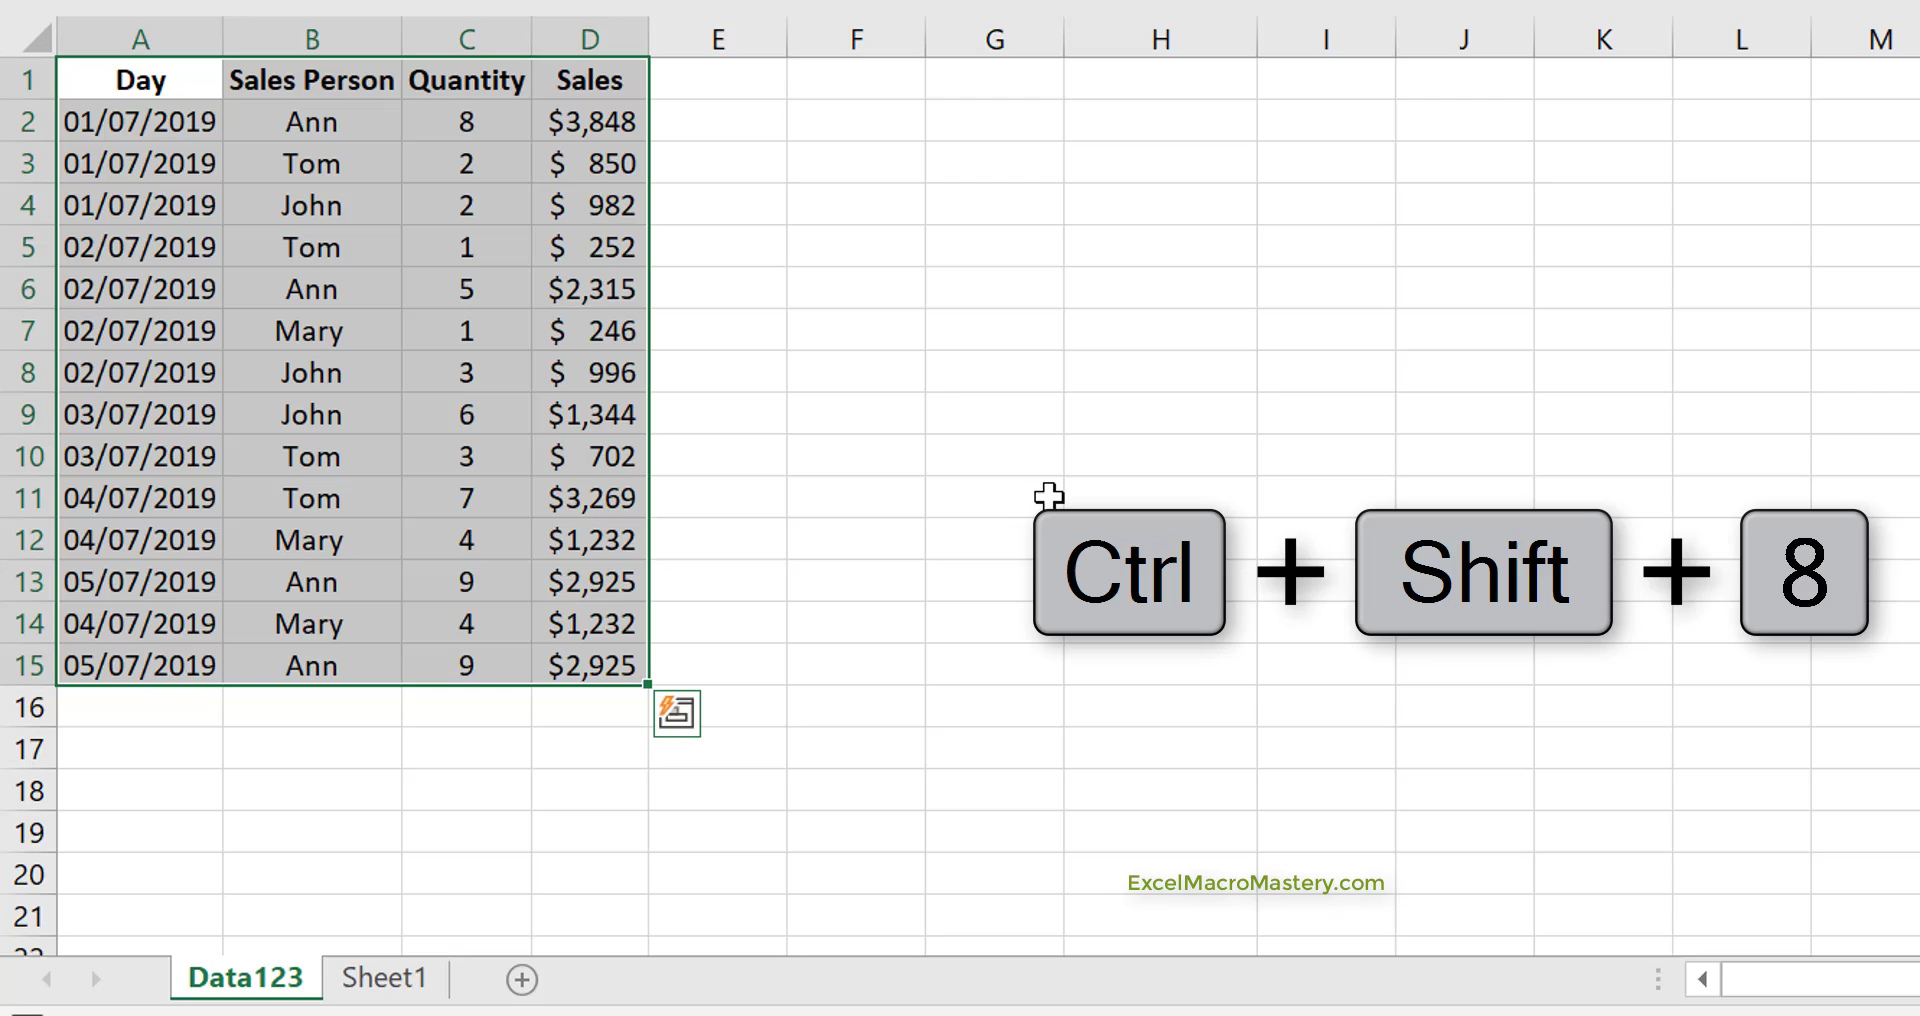 A B C D E F G H I J K L M
1 Day Sales Person Quantity Sales
2 01/07/2019 Ann 8 $3,848
3 01/07/2019 Tom 2 $ 850
4 01/07/2019 John 2 $ 982
5 02/07/2019 Tom 1 $ 252
6 02/07/2019 Ann 5 $2,315
7 02/07/2019 Mary 1 $ 246
8 02/07/2019 John 3 $ 996
9 03/07/2019 John 6 $1,344
10 03/07/2019 Tom 3 $ 702
11 04/07/2019 Tom 7 $3,269
12 04/07/2019 Mary 4 $1,232
13 05/07/2019 Ann 9 $2,925
14 04/07/2019 Mary 4 $1,232
15 05/07/2019 Ann 9 $2,925
Ctrl + Shift + 8
16
17
18
19
20
ExcelMacroMastery.com
21
Data123 Sheet1